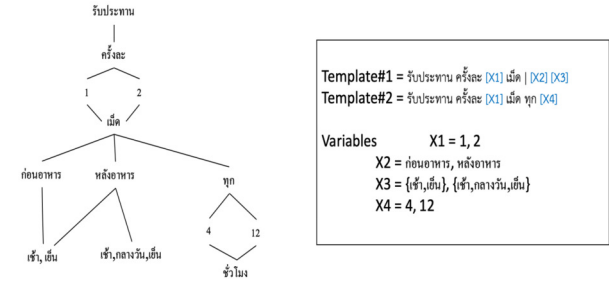 รับประทาน
ครั้งละ
1 2
เม็ด
ก่อนอาหาร หลังอาหาร ทุก
4 12
เช้า, เย็น เช้า,กลางวัน,เย็น ชั่วโมง
Template#1 = รับประทาน ครั้งละ [X1] เม็ด | [X2] [X3]
Template#2 = รับประทาน ครั้งละ [X1] เม็ด ทุก [X4]
Variables X1 = 1, 2
X2 = ก่อนอาหาร, หลังอาหาร
X3 = {เช้า,เย็น}, {เช้า,กลางวัน,เย็น}
X4 = 4, 12